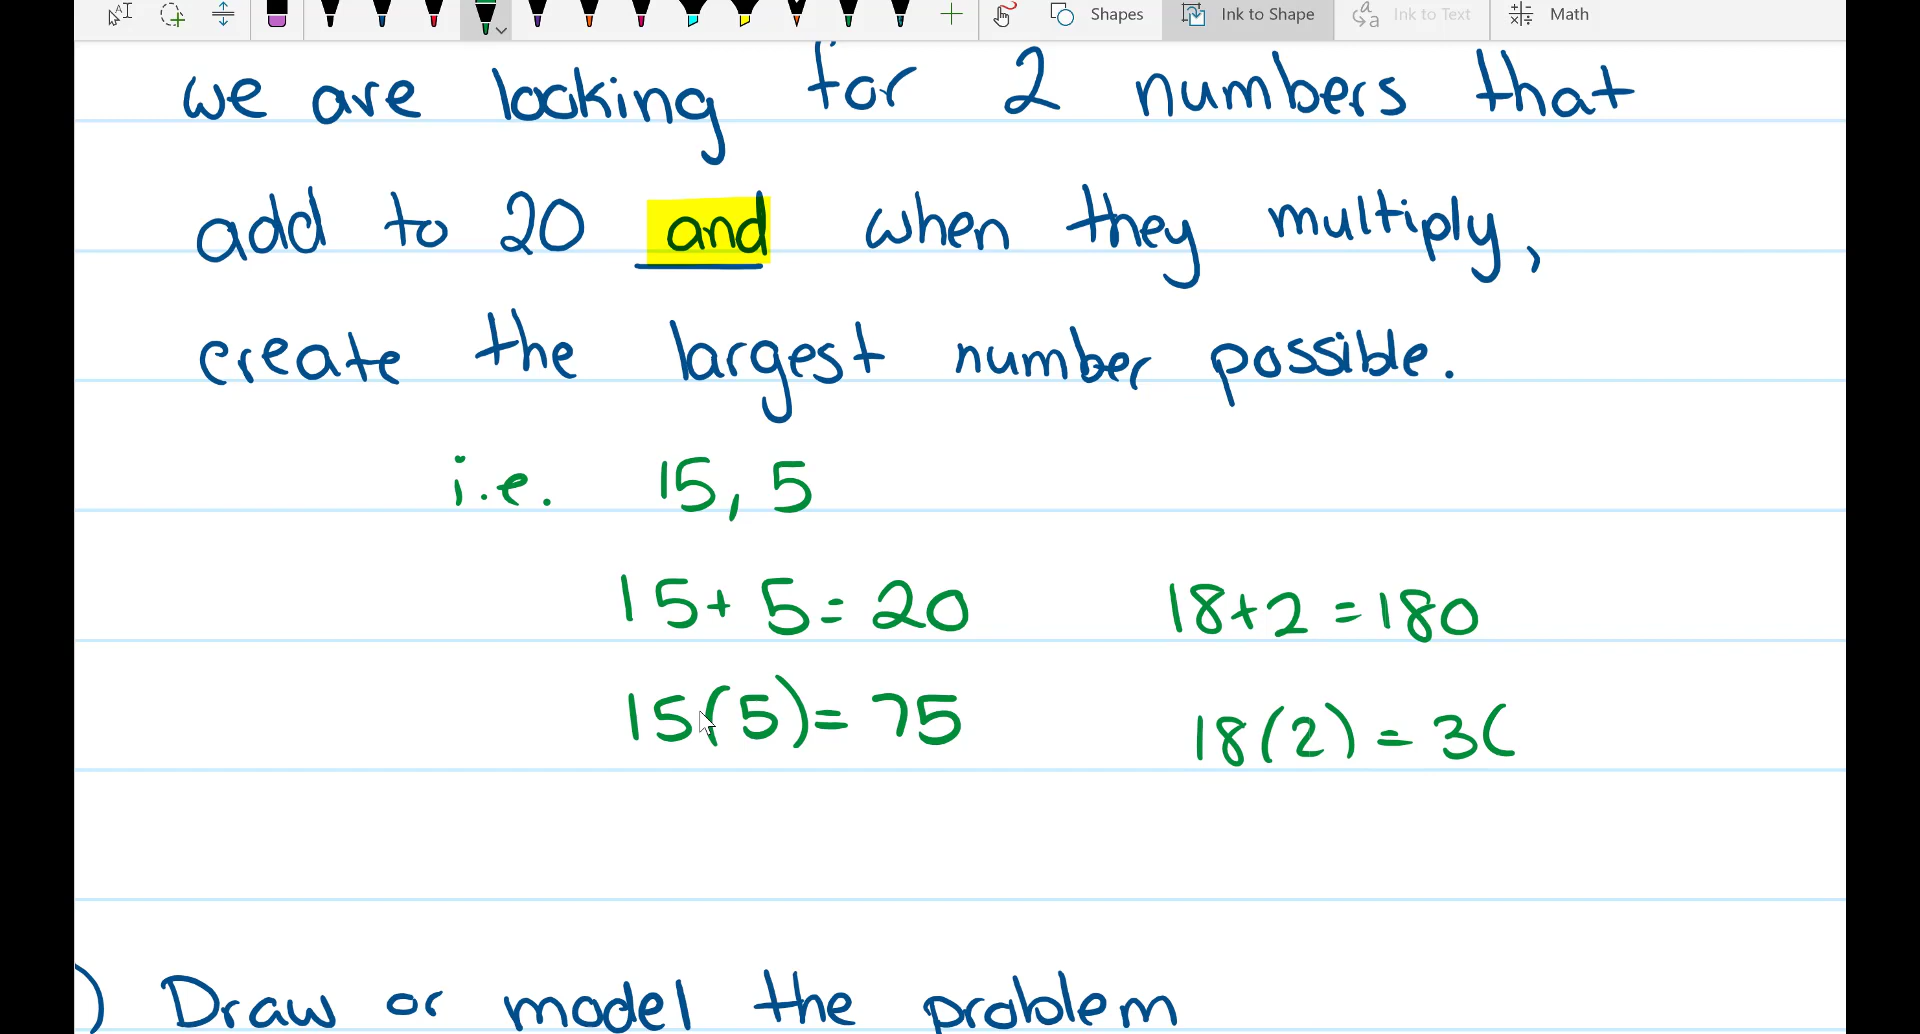 Shapes Ink to Shape Ink to Text Math
we are looking for 2 numbers that
add to 20 and when they multiply,
create the largest number possible.
i.e. 15, 5
15 + 5 = 20 18 + 2 = 180
15(5) = 75 18(2) = 3(
) Draw or model the problem